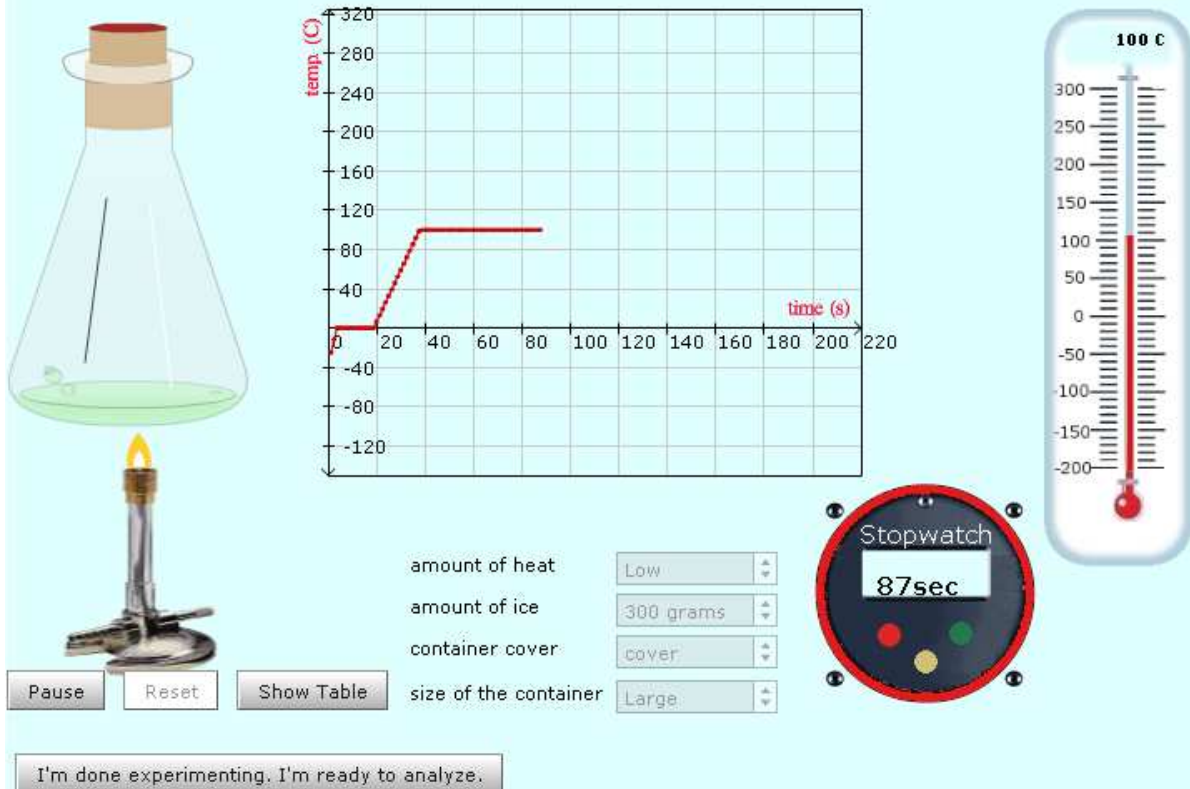 320
280
240
200
160
120
80
40
-40
-80
-120
temp. (C)
time (s)
0 20 40 60 80 100 120 140 160 180 200 220
100 C
300
250
200
150
100
50
0
-50
-100
-150
-200
Stopwatch
87sec
amount of heat Low
amount of ice 300 grams
container cover cover
size of the container Large
Pause Reset Show Table
I'm done experimenting. I'm ready to analyze.